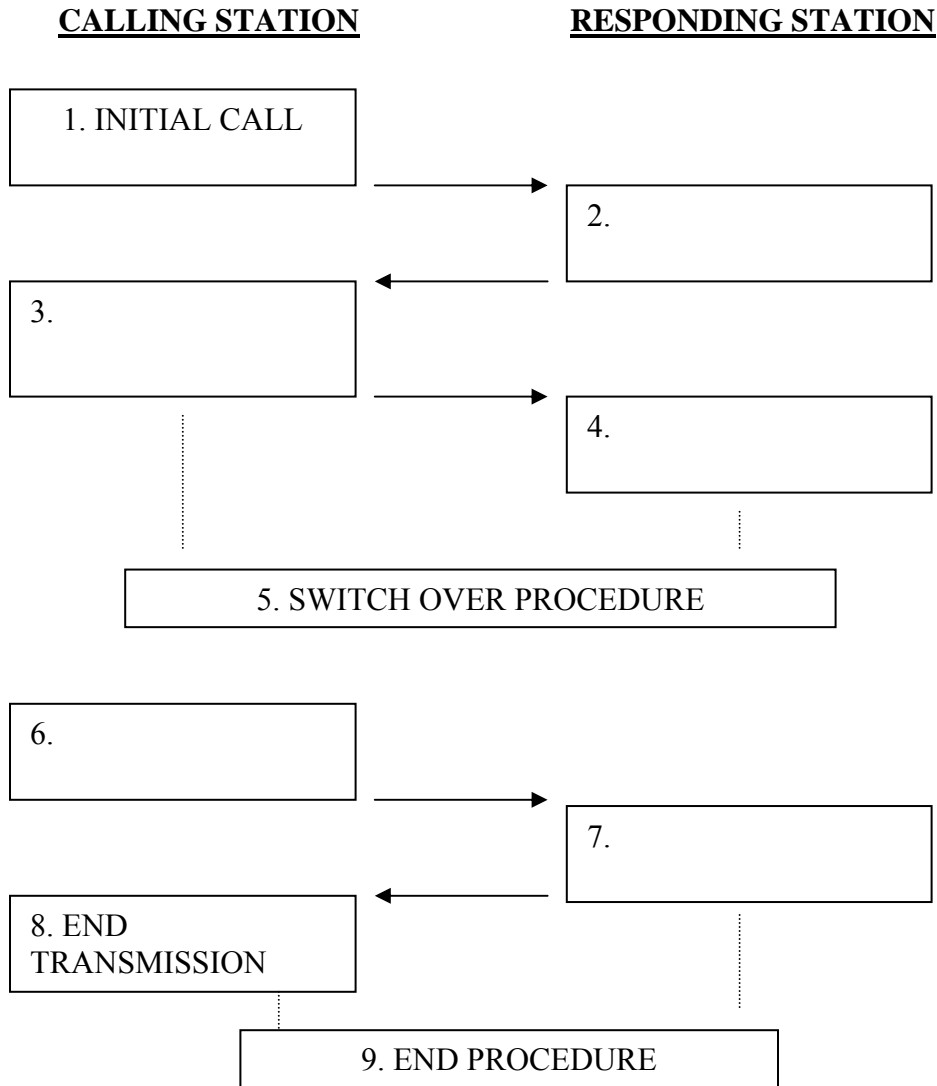 CALLING STATION
RESPONDING STATION
1. INITIAL CALL
2.
3.
4.
5. SWITCH OVER PROCEDURE
6.
7.
8. END
TRANSMISSION
9. END PROCEDURE